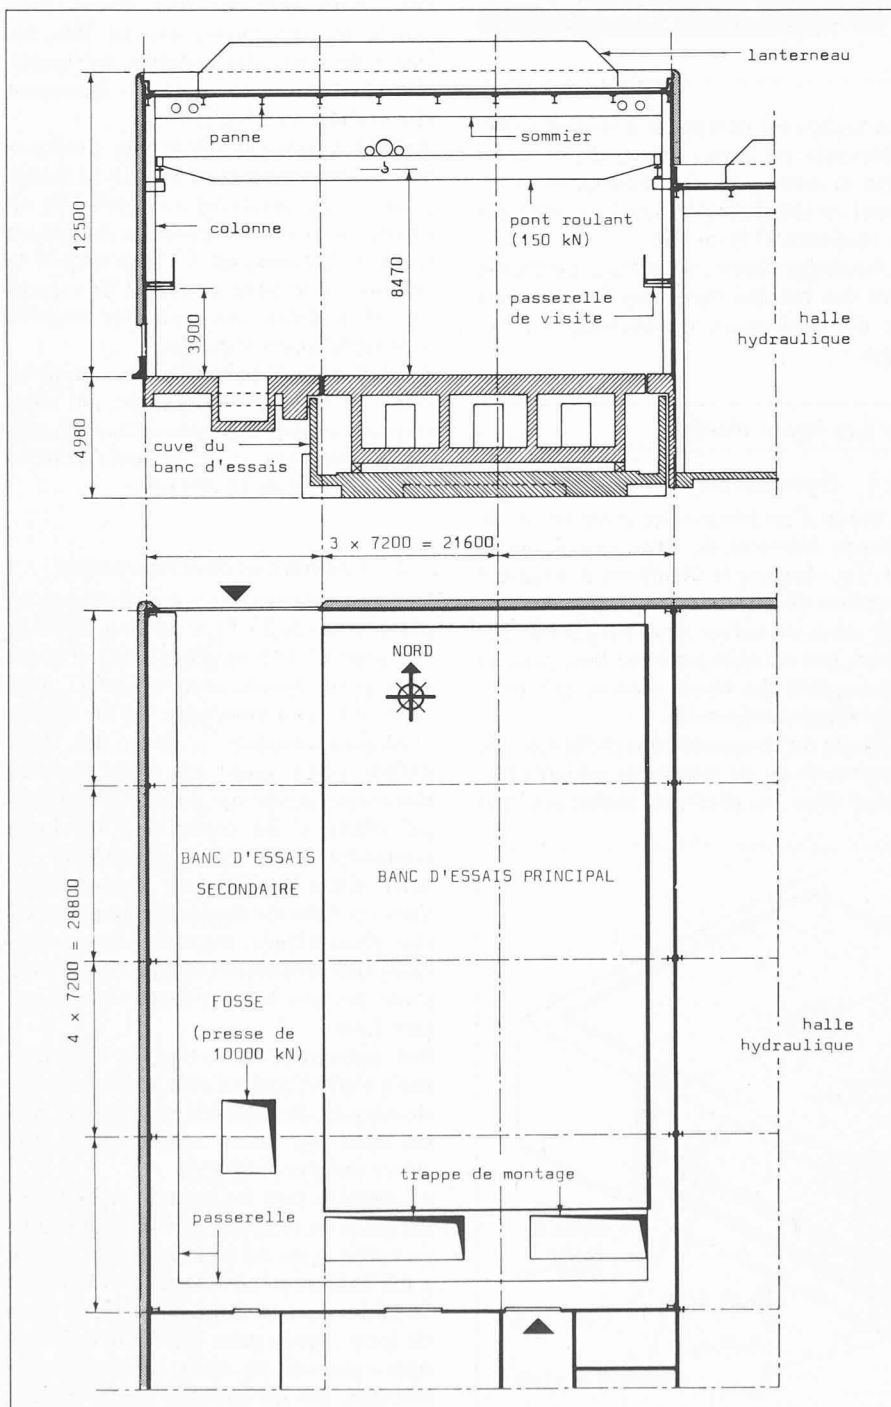 lanterneau
panne
sommier
12500
colonne
8470
pont roulant
(150 kN)
3900
passerelle
de visite
halle
hydraulique
4980
cuve du
banc d'essais
3 × 7200 = 21600
NORD
BANC D'ESSAIS
SECONDAIRE
BANC D'ESSAIS PRINCIPAL
4 × 7200 = 28800
FOSSE
(presse de
10000 kN)
halle
hydraulique
trappe de montage
passerelle